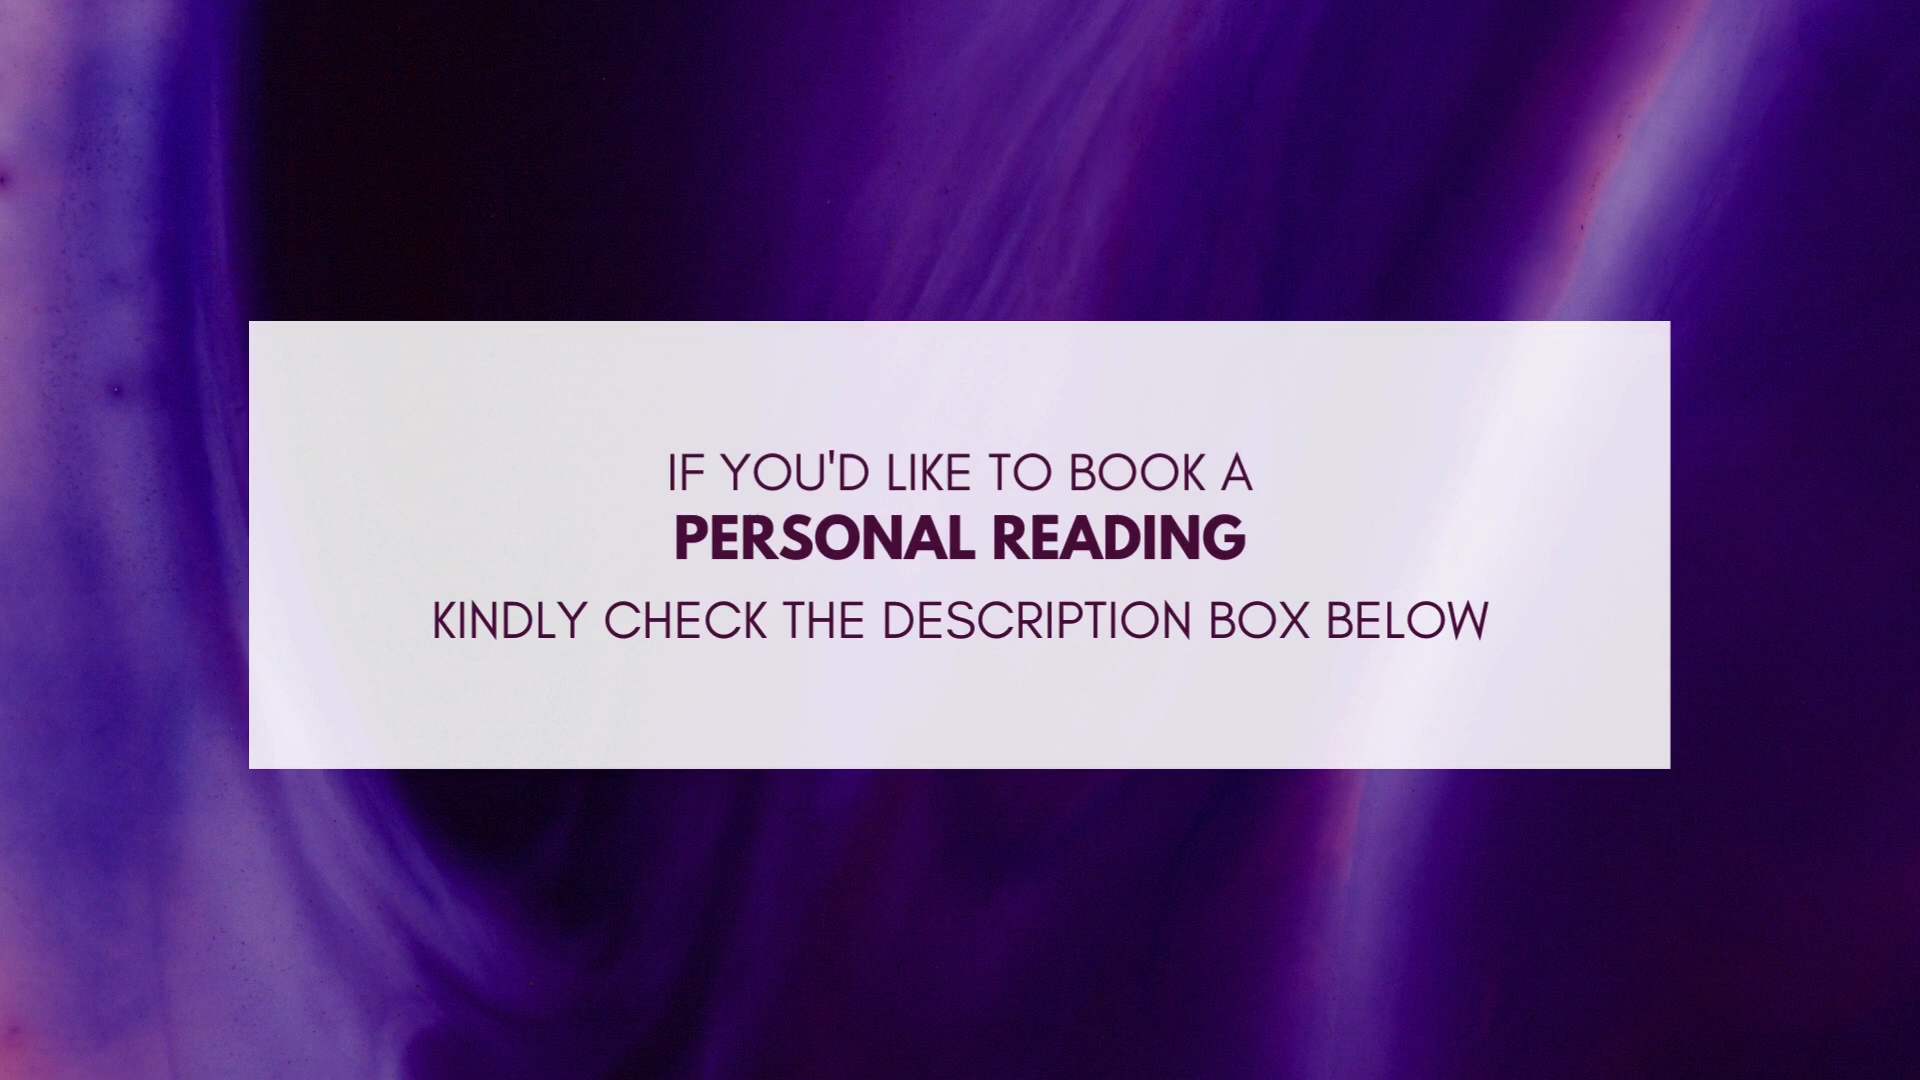 IF YOU'D LIKE TO BOOK A
PERSONAL READING
KINDLY CHECK THE DESCRIPTION BOX BELOW